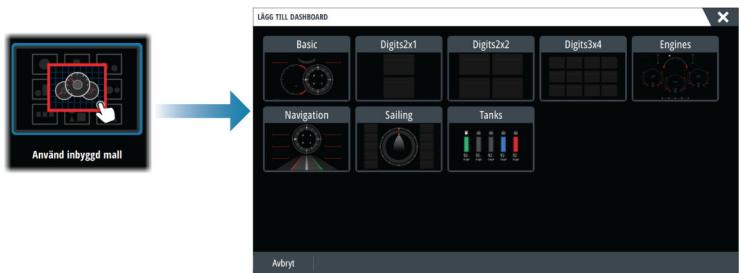 LÄGG TILL DASHBOARD
Basic
Digits2x1
Digits2x2
Digits3x4
Engines
Använd inbyggd mall
Navigation
Sailing
Tanks
Avbryt